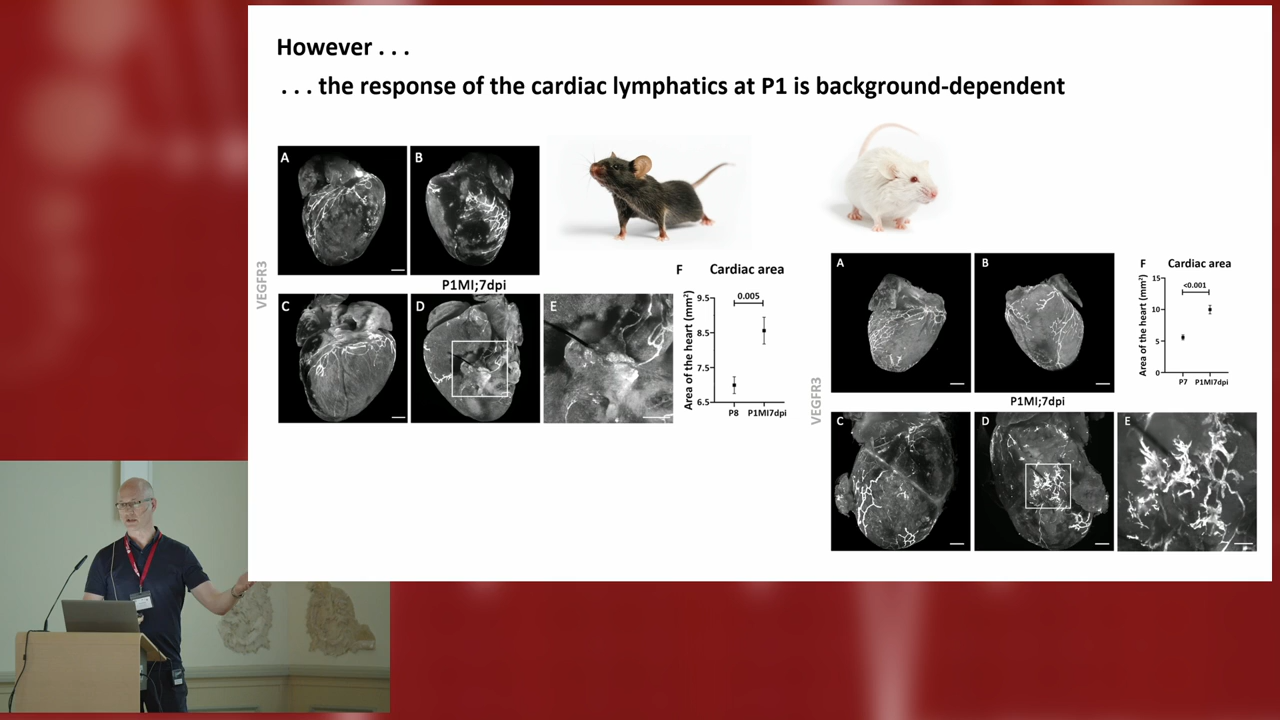 However . . .
. . . the response of the cardiac lymphatics at P1 is background-dependent
A
B
VEGFR3
P1MI;7dpi
C
D
E
F
Cardiac area
Area of the heart (mm²)
9.5
8.5
7.5
6.5
0.005
P8
P1MI7dpi
A
B
VEGFR3
P1MI;7dpi
C
D
E
F
Cardiac area
Area of the heart (mm²)
15
10
5
0
<0.001
P7
P1MI7dpi